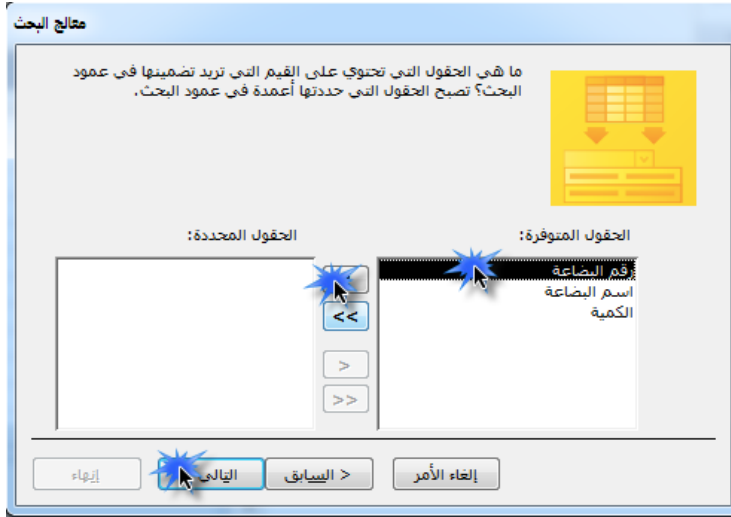 معالج البحث
ما هي الحقول التي تحتوي على القيم التي تريد تضمينها في عمود
البحث؟ تصبح الحقول التي حددتها أعمدة في عمود البحث.
الحقول المتوفرة:
الحقول المحددة:
رقم البضاعة
اسم البضاعة
الكمية
>>
<
<<
إلغاء الأمر
< السابق
التالي
إنهاء